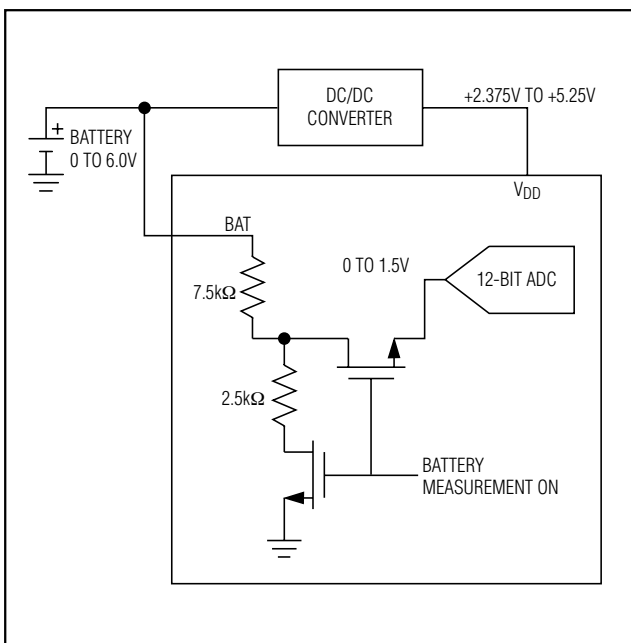 DC/DC
CONVERTER
+2.375V TO +5.25V
+
BATTERY
0 TO 6.0V
VDD
BAT
0 TO 1.5V
12-BIT ADC
7.5kΩ
2.5kΩ
BATTERY
MEASUREMENT ON